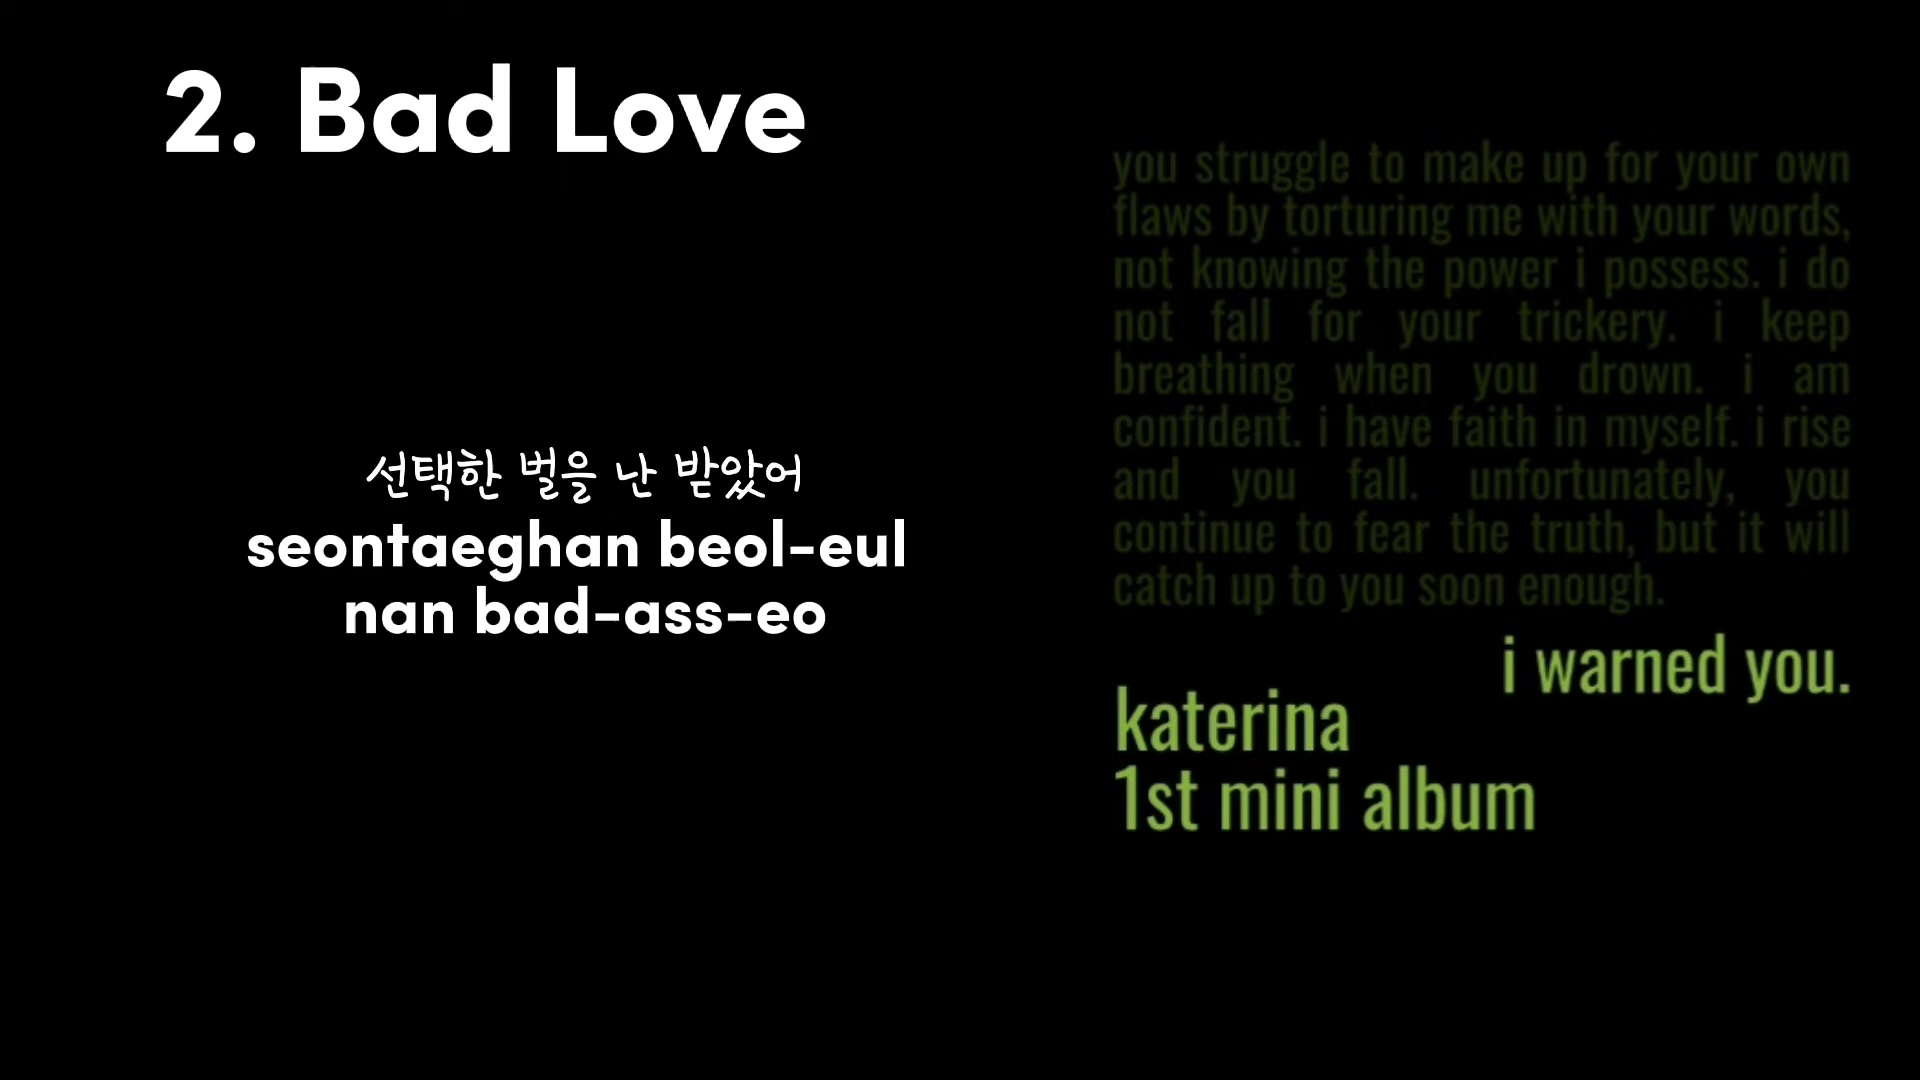 2. Bad Love
선택한 벌을 난 받았어
seontaeghan beol-eul
nan bad-ass-eo
you struggle to make up for your own
flaws by torturing me with your words,
not knowing the power i possess. i do
not fall for your trickery. i keep
breathing when you drown. i am
confident. i have faith in myself. i rise
and you fall. unfortunately, you
continue to fear the truth, but it will
catch up to you soon enough.
i warned you.
katerina
1st mini album